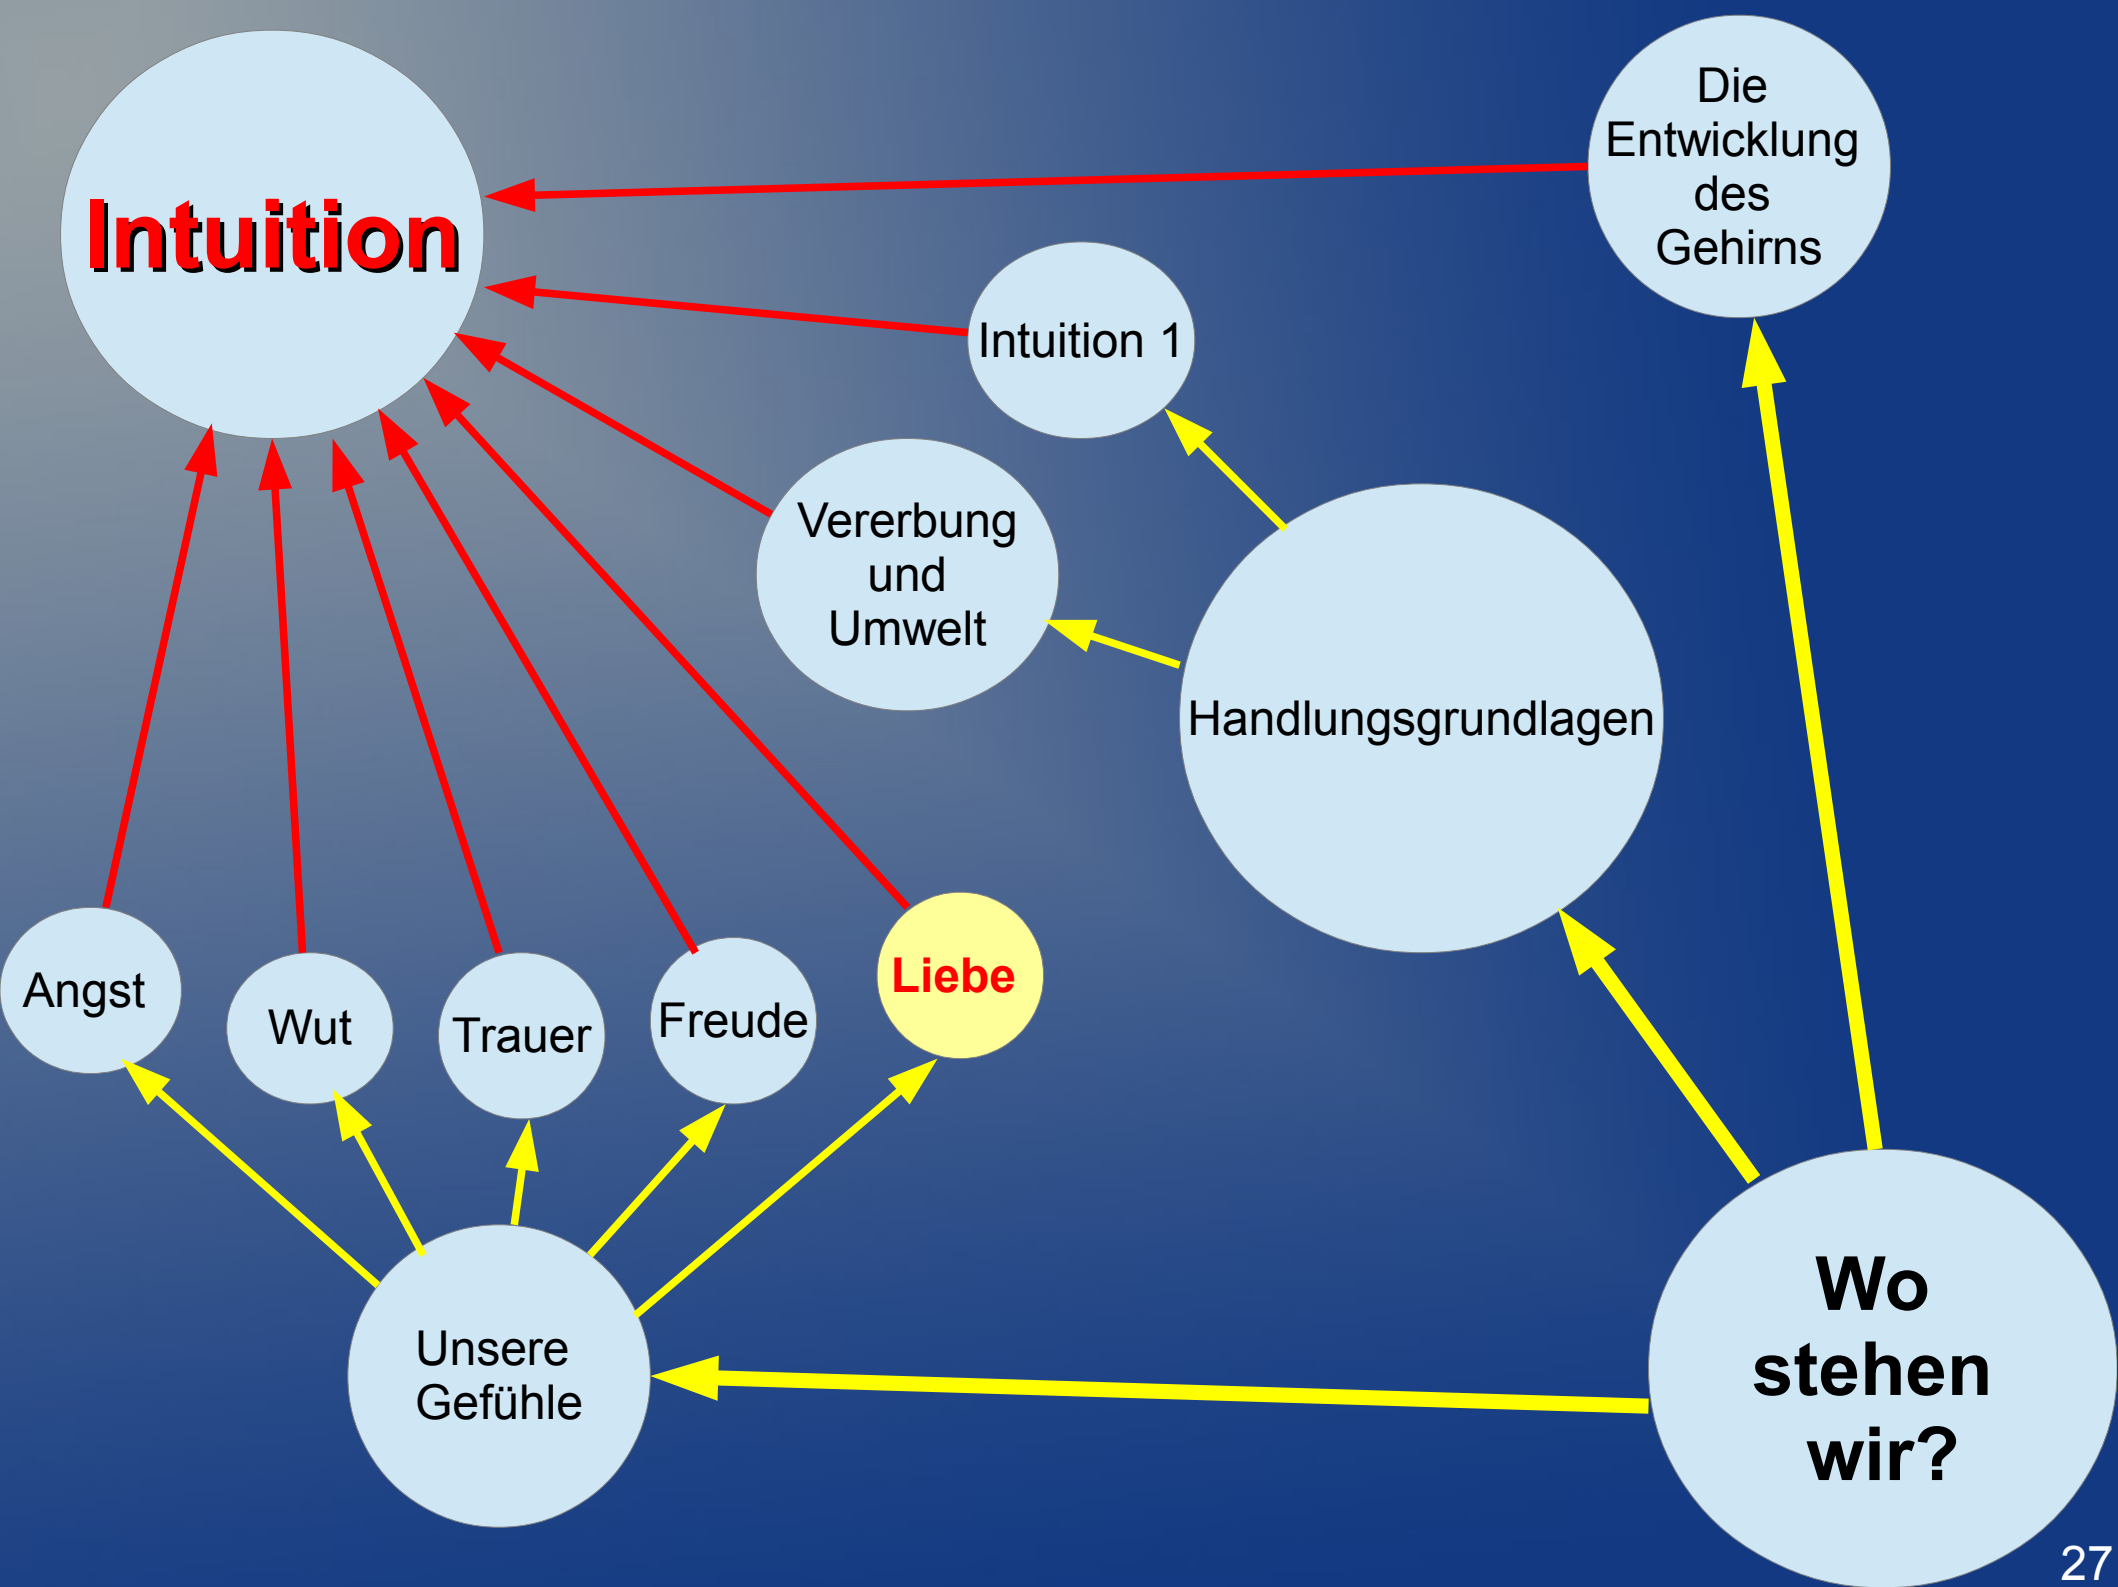 Die
Entwicklung
des
Gehirns
Intuition
Intuition 1
Vererbung
und
Umwelt
Handlungsgrundlagen
Angst
Wut
Trauer
Freude
Liebe
Unsere
Gefühle
Wo
stehen
wir?
27